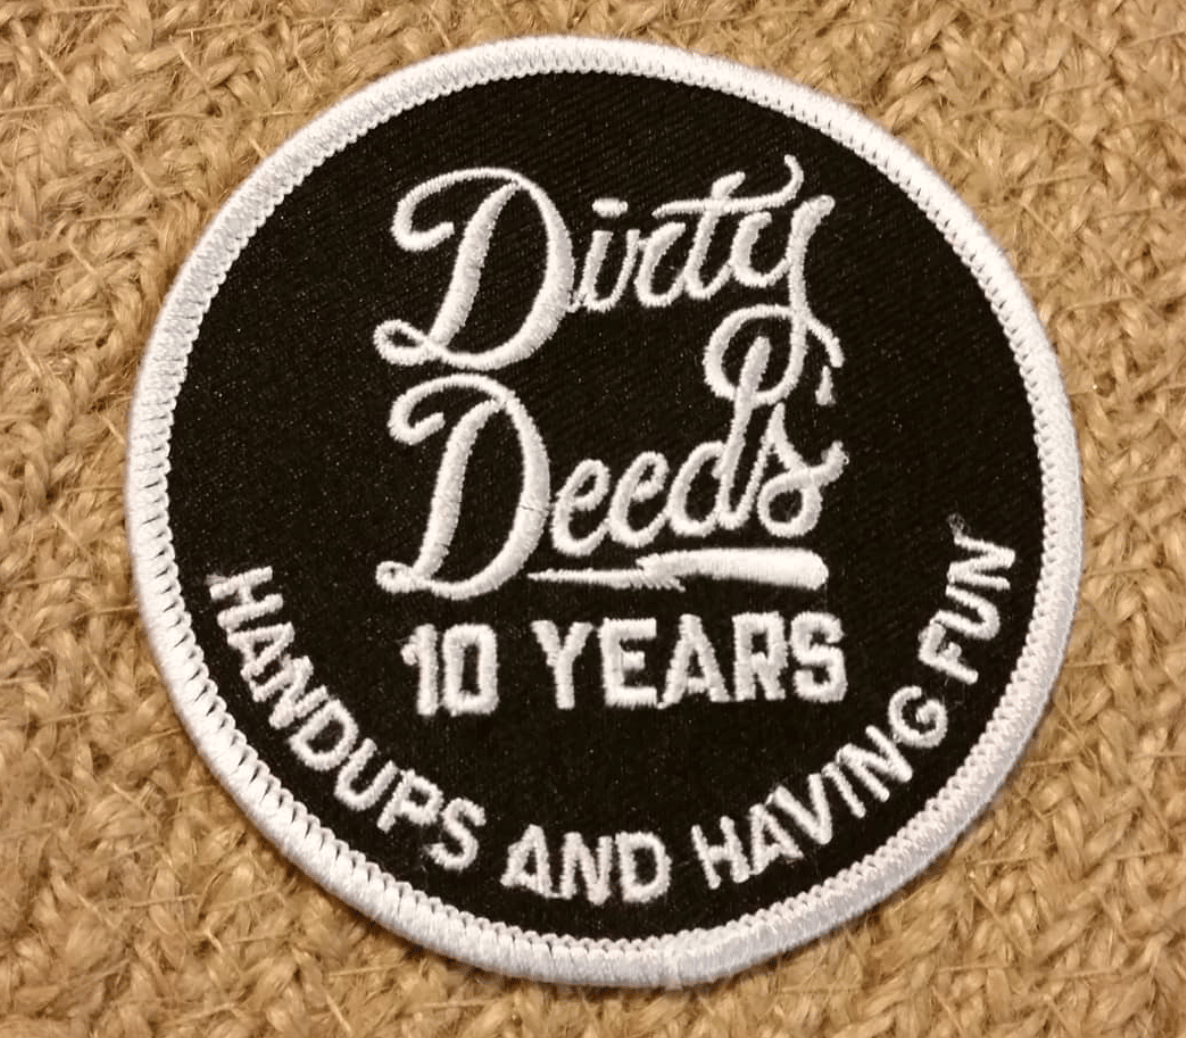 Dirty
Deeds
10 YEARS
HANDUPS AND HAVING FUN